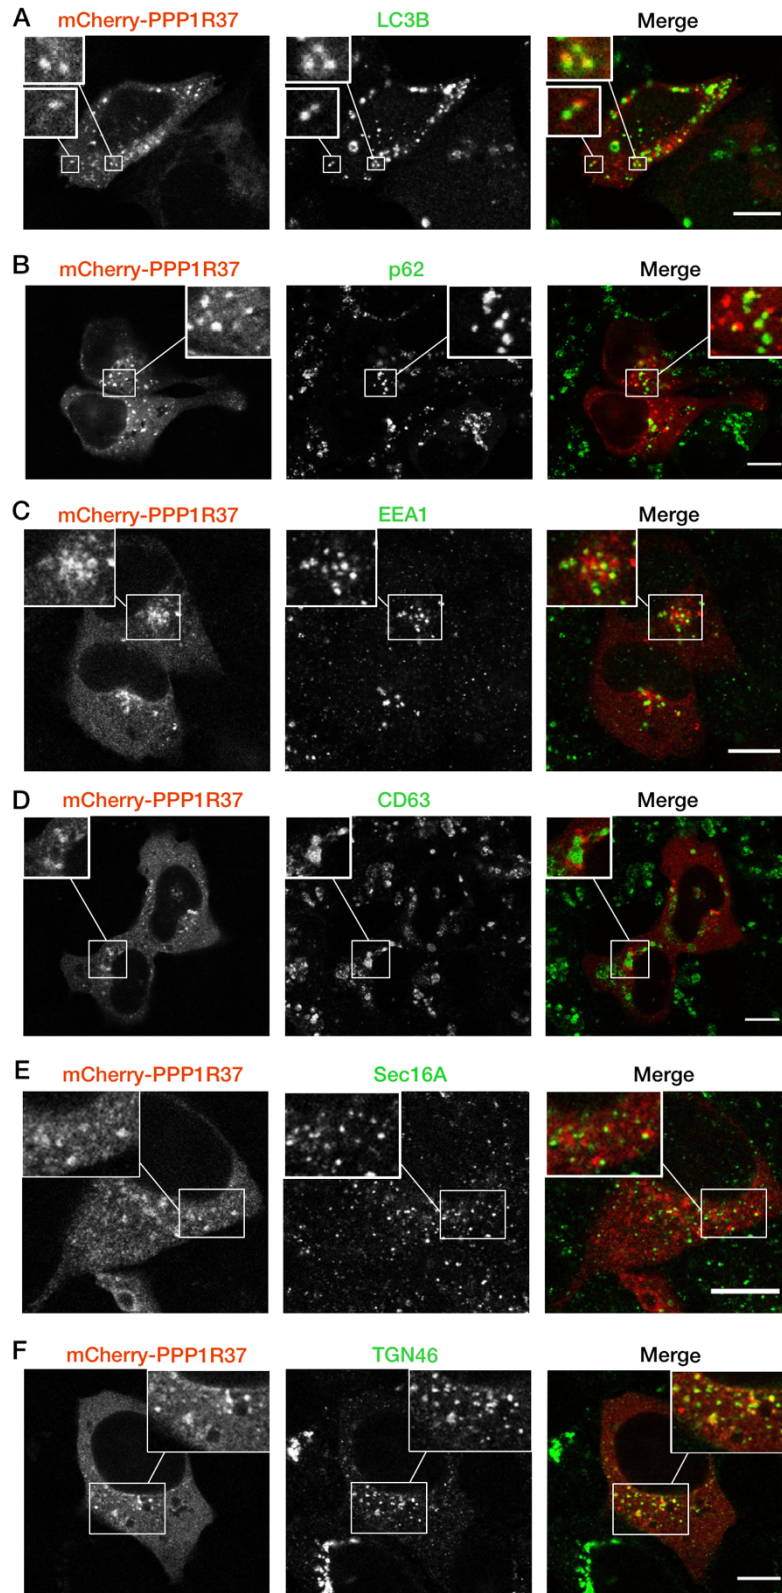 A
mCherry-PPP1R37 LC3B Merge
B
mCherry-PPP1R37 p62 Merge
C
mCherry-PPP1R37 EEA1 Merge
D
mCherry-PPP1R37 CD63 Merge
E
mCherry-PPP1R37 Sec16A Merge
F
mCherry-PPP1R37 TGN46 Merge